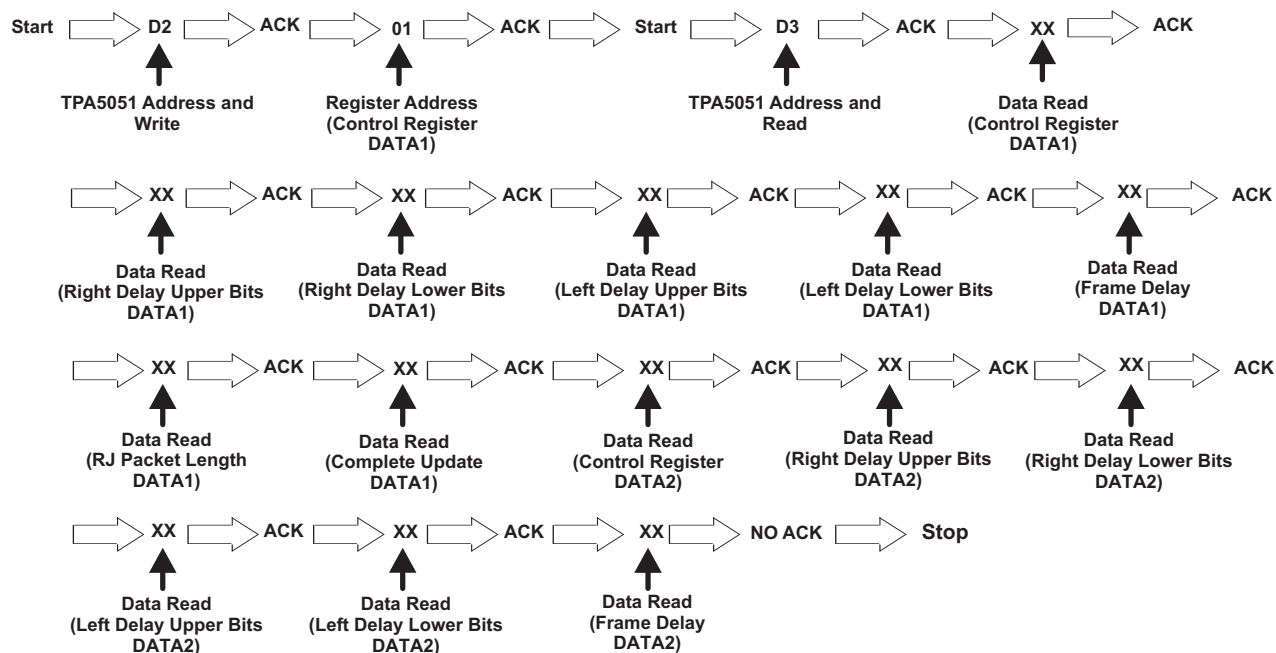 Start D2 ACK 01 ACK Start D3 ACK XX ACK
TPA5051 Address and
Write
Register Address
(Control Register
DATA1)
TPA5051 Address and
Read
Data Read
(Control Register
DATA1)
XX ACK XX ACK XX ACK XX ACK XX ACK
Data Read
(Right Delay Upper Bits
DATA1)
Data Read
(Right Delay Lower Bits
DATA1)
Data Read
(Left Delay Upper Bits
DATA1)
Data Read
(Left Delay Lower Bits
DATA1)
Data Read
(Frame Delay
DATA1)
XX ACK XX ACK XX ACK XX ACK XX ACK
Data Read
(RJ Packet Length
DATA1)
Data Read
(Complete Update
DATA1)
Data Read
(Control Register
DATA2)
Data Read
(Right Delay Upper Bits
DATA2)
Data Read
(Right Delay Lower Bits
DATA2)
XX ACK XX ACK XX NO ACK Stop
Data Read
(Left Delay Upper Bits
DATA2)
Data Read
(Left Delay Lower Bits
DATA2)
Data Read
(Frame Delay
DATA2)